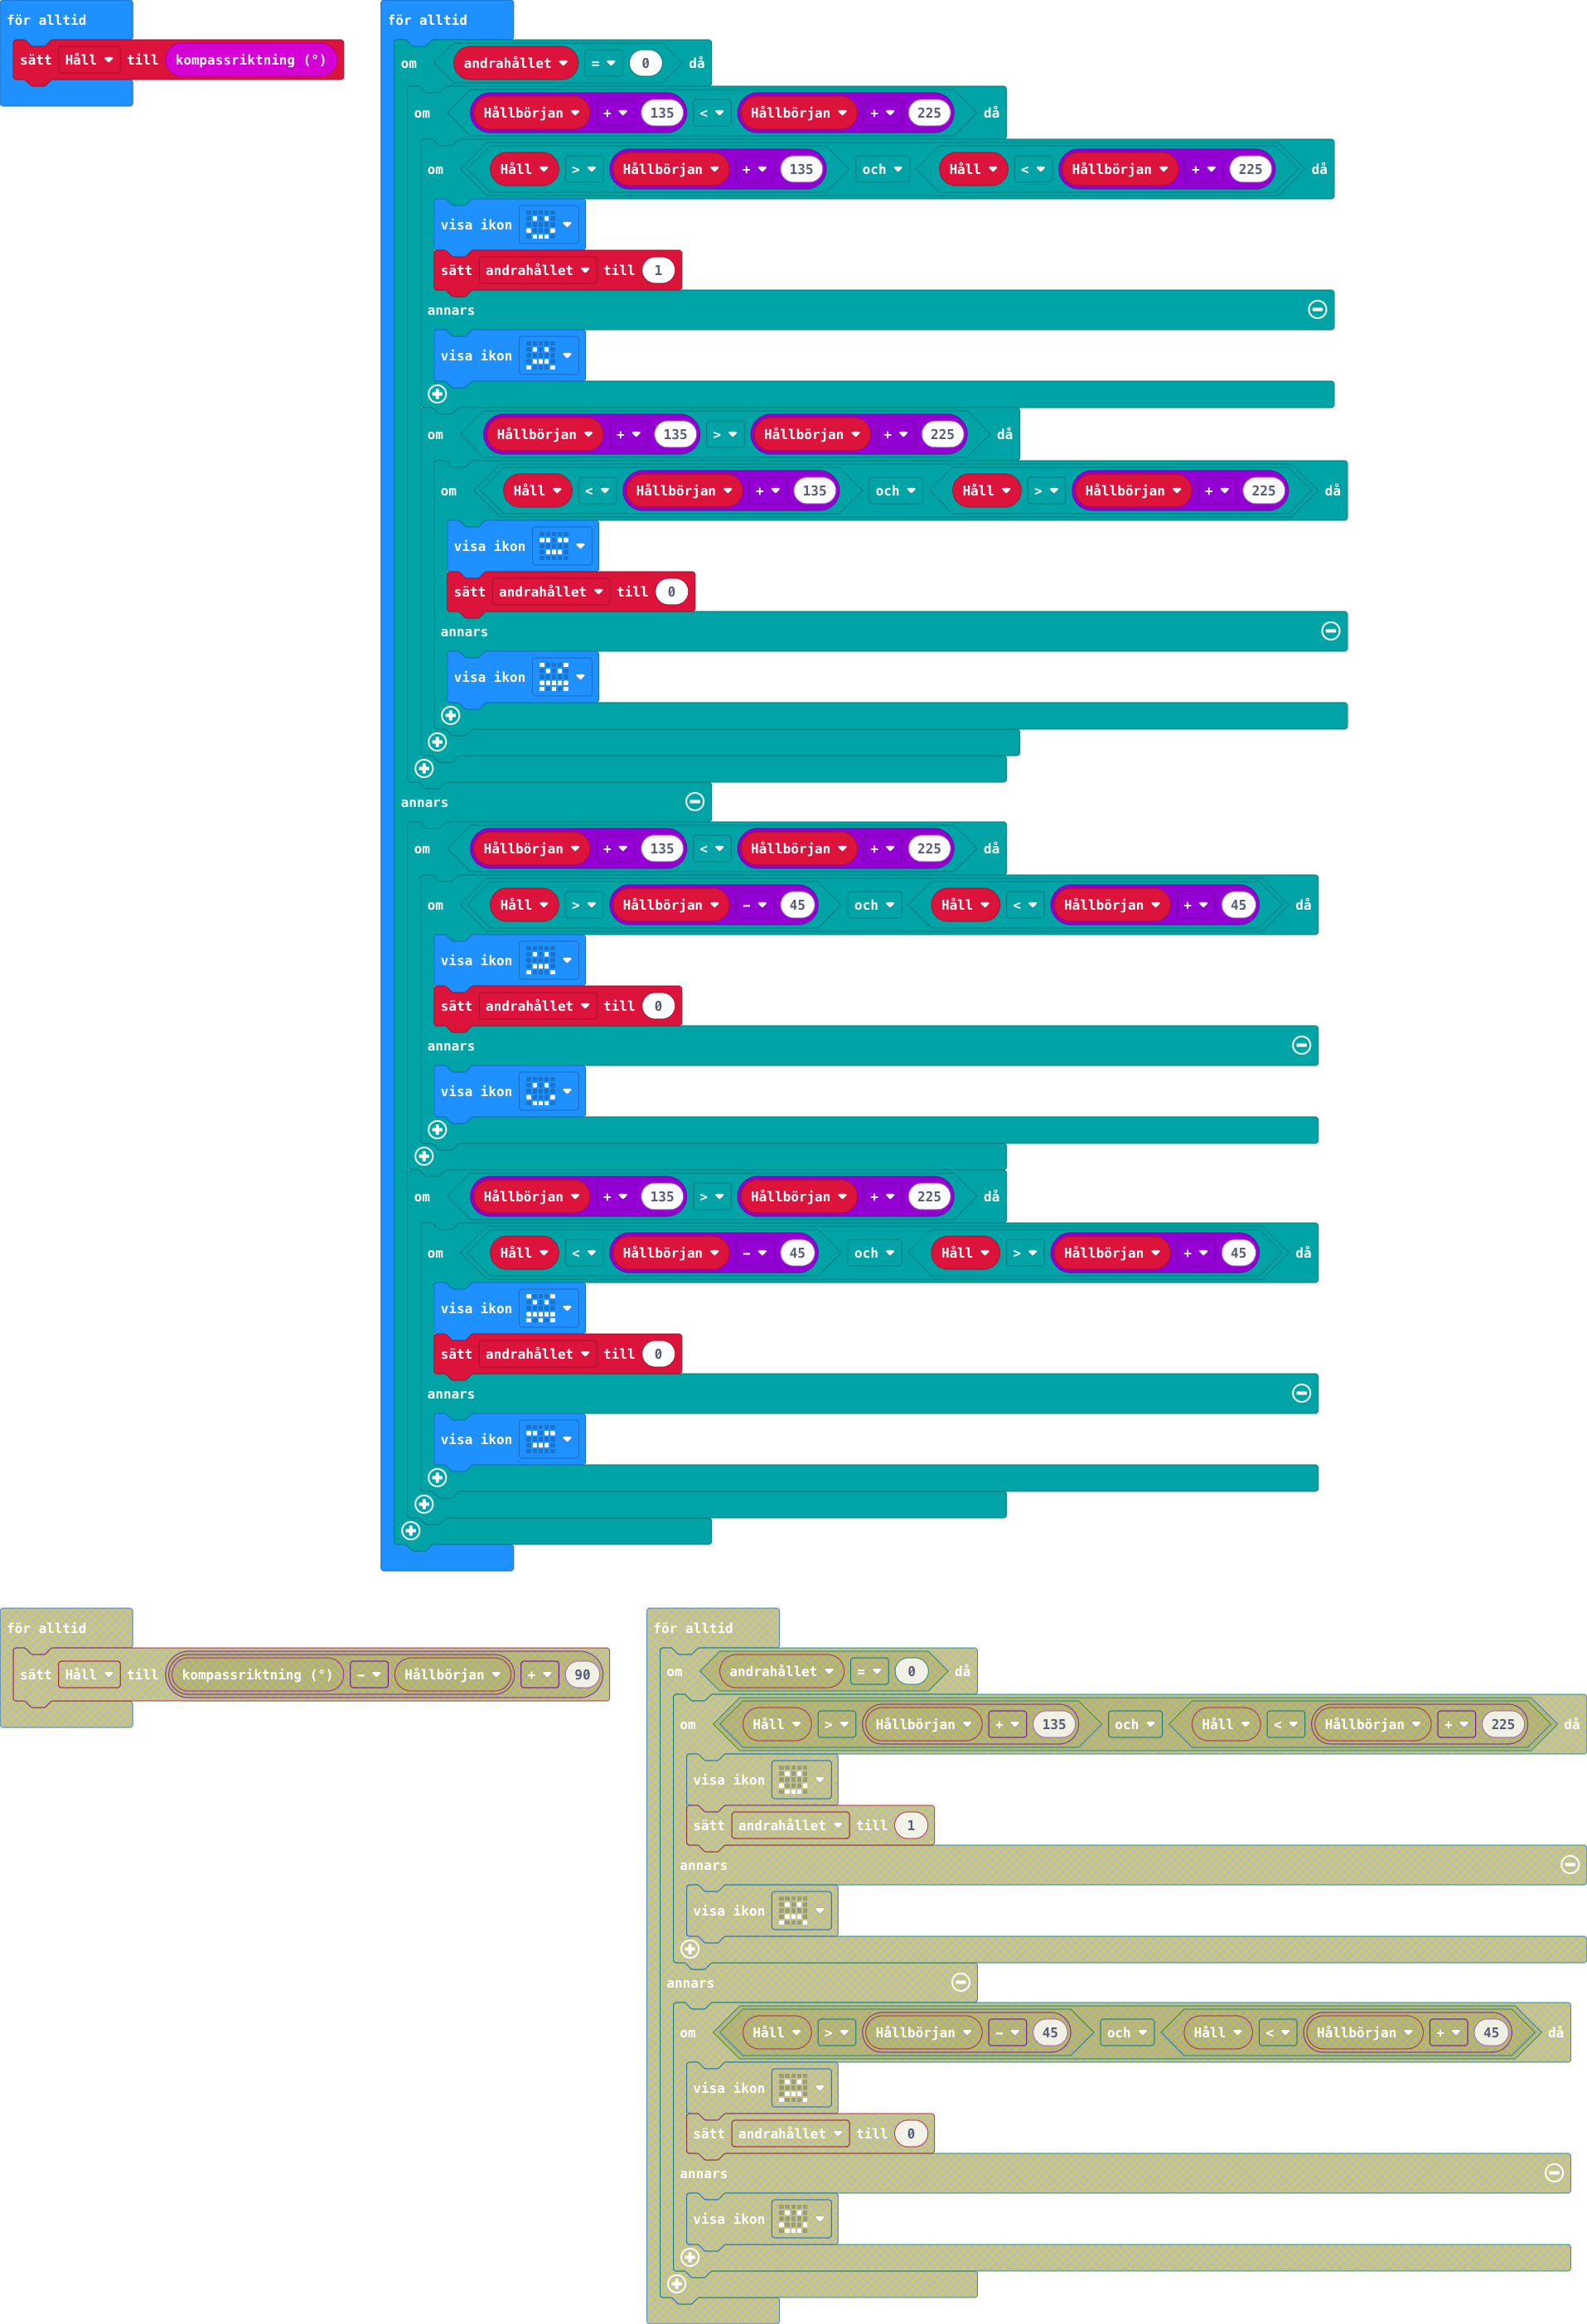 för alltid
sätt Håll till kompassriktning (°)
för alltid
om andrahållet = 0 då
om Hållbörjan + 135 < Hållbörjan + 225 då
om Håll > Hållbörjan + 135 och Håll < Hållbörjan + 225 då
visa ikon
sätt andrahållet till 1
annars
visa ikon
om Hållbörjan + 135 > Hållbörjan + 225 då
om Håll < Hållbörjan + 135 och Håll > Hållbörjan + 225 då
visa ikon
sätt andrahållet till 0
annars
visa ikon
annars
om Hållbörjan + 135 < Hållbörjan + 225 då
om Håll > Hållbörjan - 45 och Håll < Hållbörjan + 45 då
visa ikon
sätt andrahållet till 0
annars
visa ikon
om Hållbörjan + 135 > Hållbörjan + 225 då
om Håll < Hållbörjan - 45 och Håll > Hållbörjan + 45 då
visa ikon
sätt andrahållet till 0
annars
visa ikon
för alltid
sätt Håll till kompassriktning (°) - Hållbörjan + 90
för alltid
om andrahållet = 0 då
om Håll > Hållbörjan + 135 och Håll < Hållbörjan + 225 då
visa ikon
sätt andrahållet till 1
annars
visa ikon
annars
om Håll > Hållbörjan - 45 och Håll < Hållbörjan + 45 då
visa ikon
sätt andrahållet till 0
annars
visa ikon